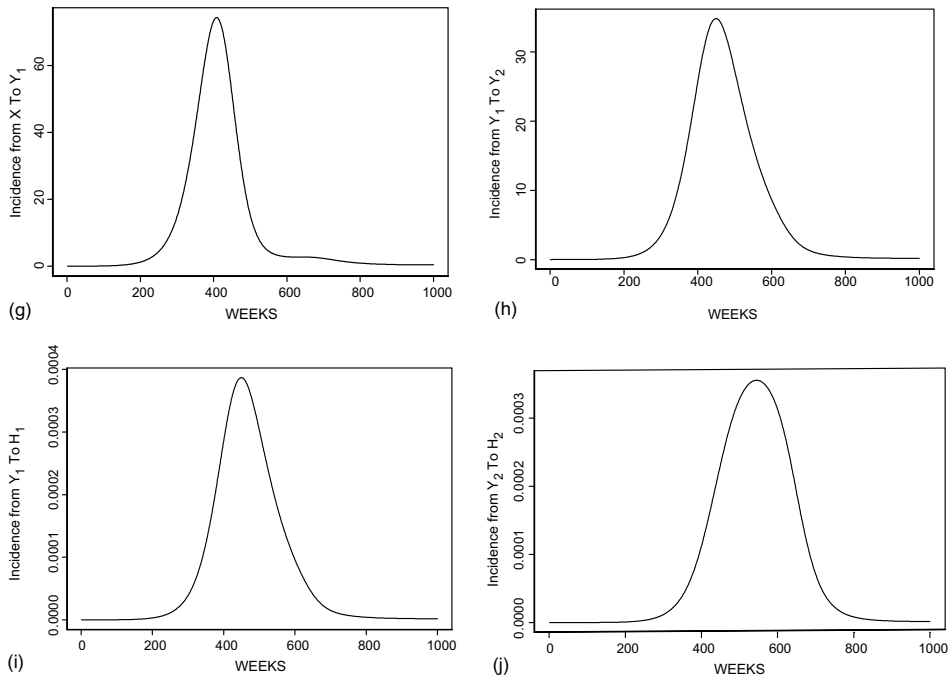 Incidence from X To Y₁
60
40
20
0
0 200 400 600 800 1000
WEEKS
(g)
Incidence from Y₁ To Y₂
30
20
10
0
0 200 400 600 800 1000
WEEKS
(h)
Incidence from Y₁ To H₁
0.0004
0.0003
0.0002
0.0001
0.0000
0 200 400 600 800 1000
WEEKS
(i)
Incidence from Y₂ To H₂
0.0003
0.0002
0.0001
0.0000
0 200 400 600 800 1000
WEEKS
(j)